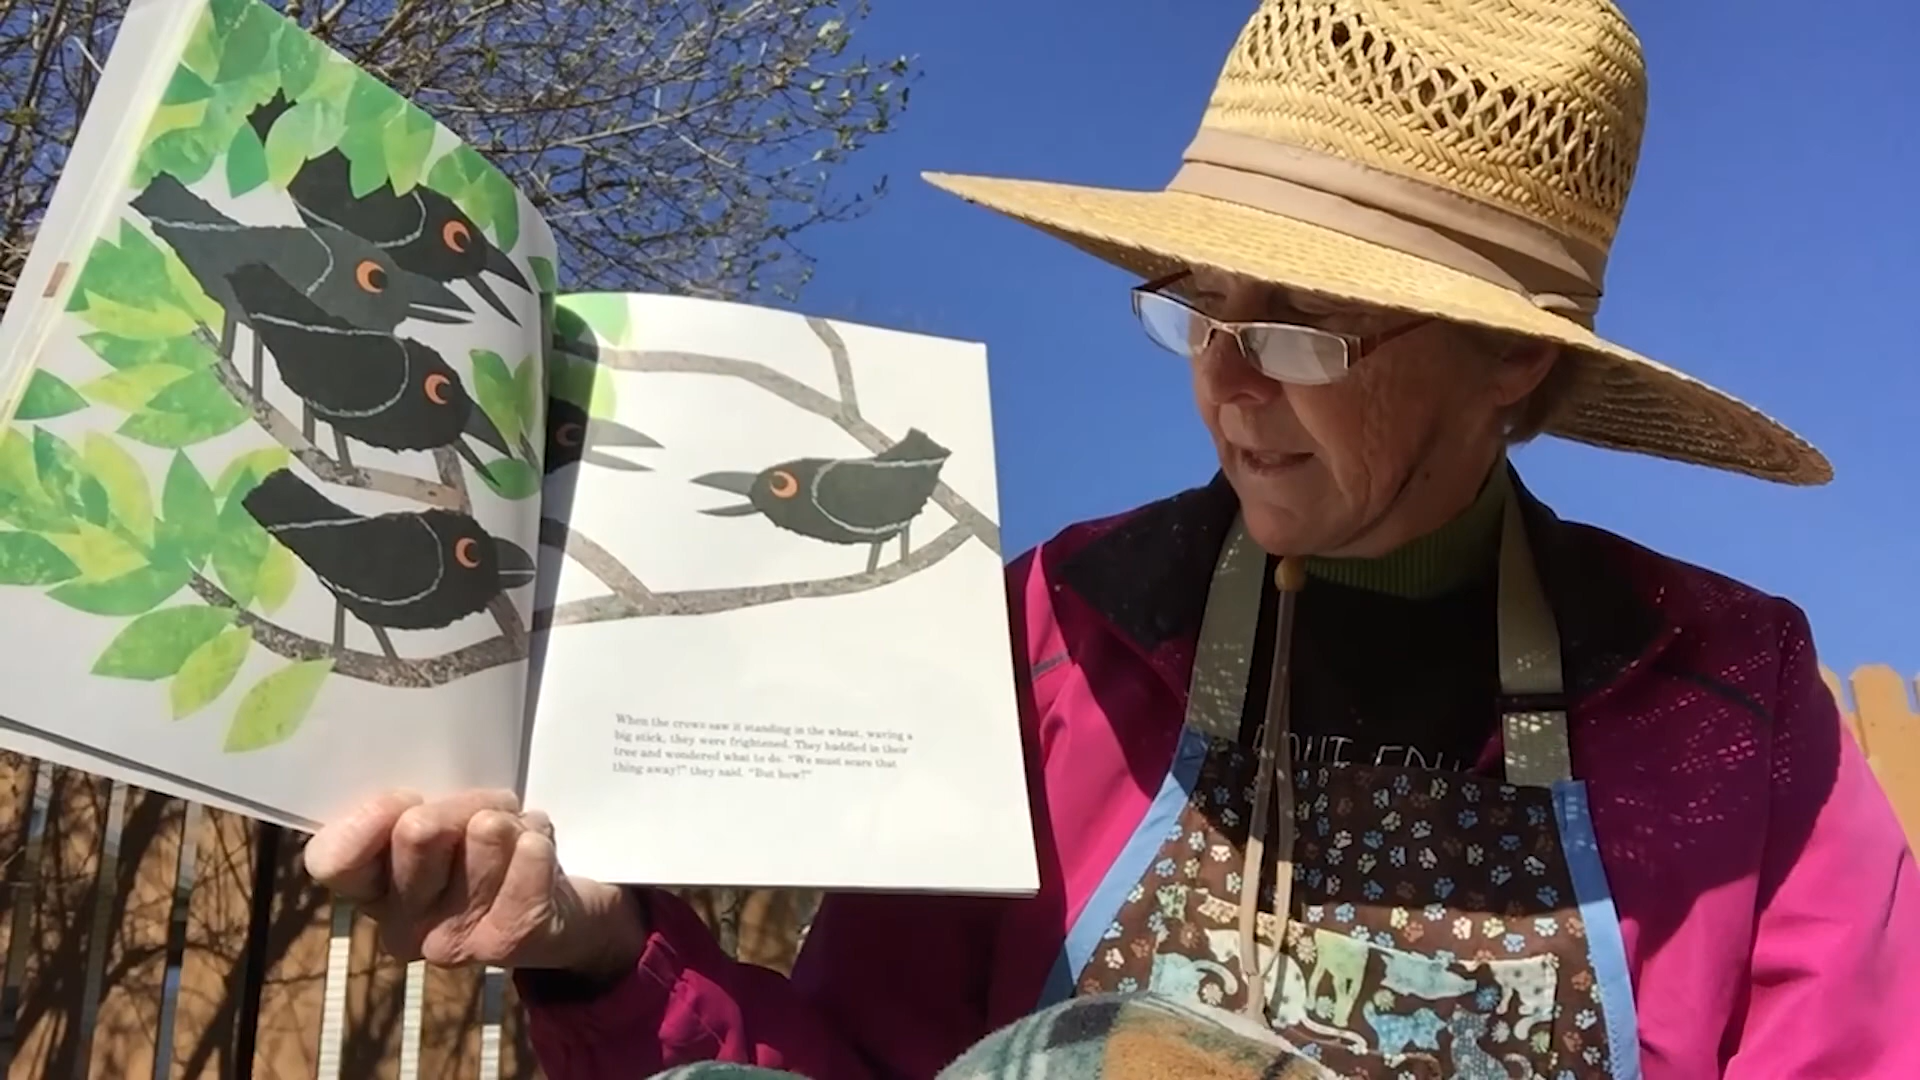 When the crows saw it standing in the wheat, waving a
big stick, they were frightened. They huddled in their
tree and wondered what to do. "We must scare that
thing away!" they said. "But how?"